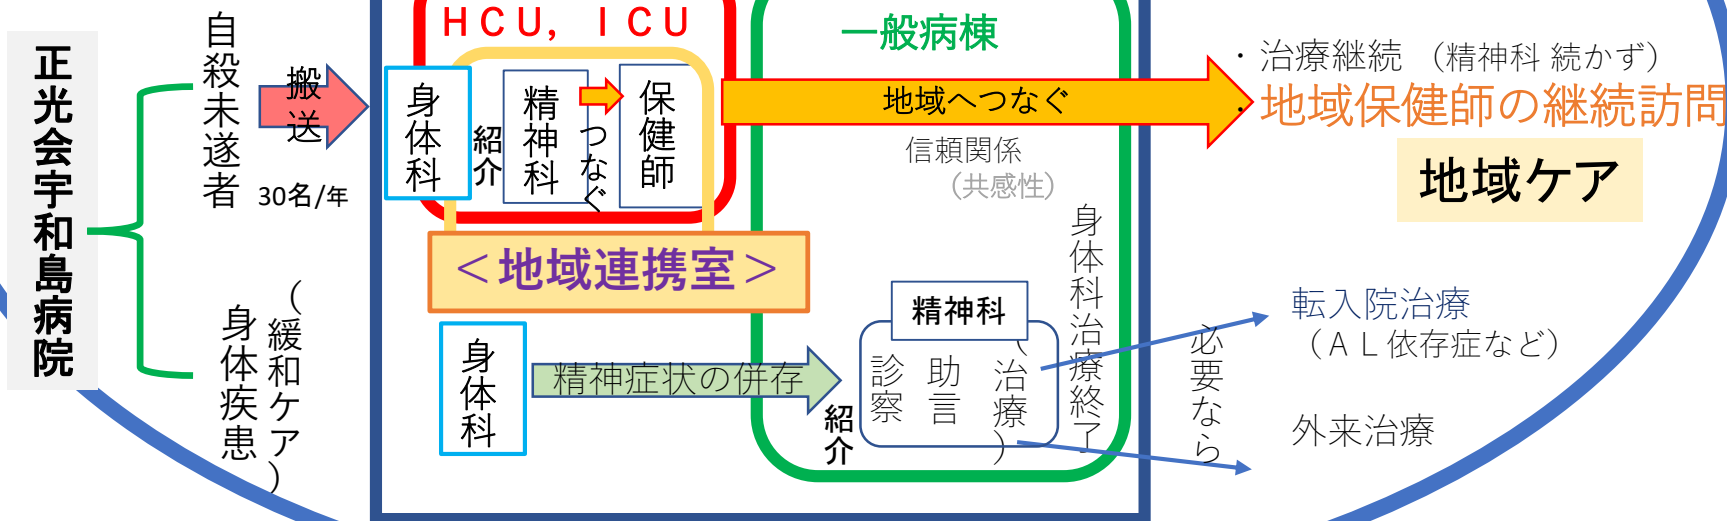 正光会宇和島病院
自殺未遂者
搬送
30名/年
身体疾患
(緩和ケア)
ＨＣＵ，ＩＣＵ
身体科
紹介
精神科
つなぐ
保健師
＜地域連携室＞
身体科
精神症状の併存
紹介
一般病棟
地域へつなぐ
信頼関係
(共感性)
精神科
診察
助言
(治療)
身体科治療終了
必要なら
・治療継続 (精神科 続かず)
・地域保健師の継続訪問
地域ケア
転入院治療
(ＡＬ依存症など)
外来治療